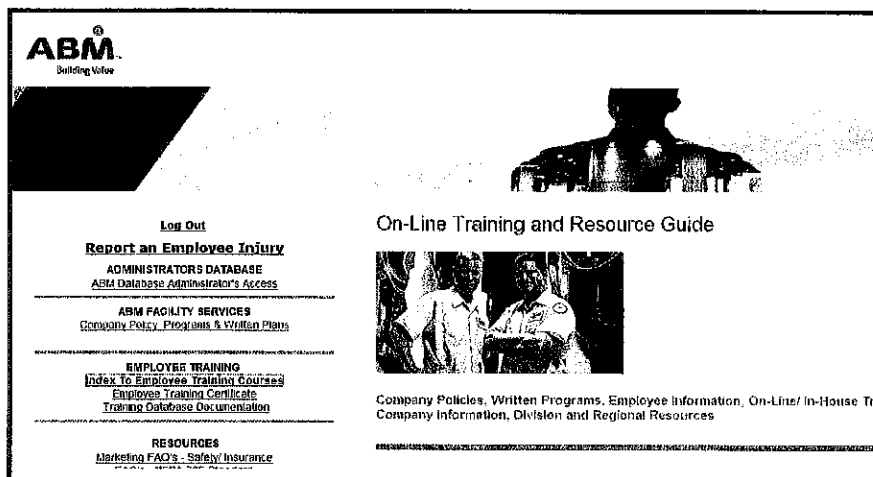 ABM
Building Value
Log Out
Report an Employee Injury
ADMINISTRATORS DATABASE
ABM Database Administrator's Access
ABM FACILITY SERVICES
Company Policy, Programs & Written Plans
EMPLOYEE TRAINING
Index To Employee Training Courses
Employee Training Certificate
Training Database Documentation
RESOURCES
Marketing FAQ's - Safety/ Insurance
On-Line Training and Resource Guide
Company Policies, Written Programs, Employee Information, On-Line/ In-House Tr
Company Information, Division and Regional Resources